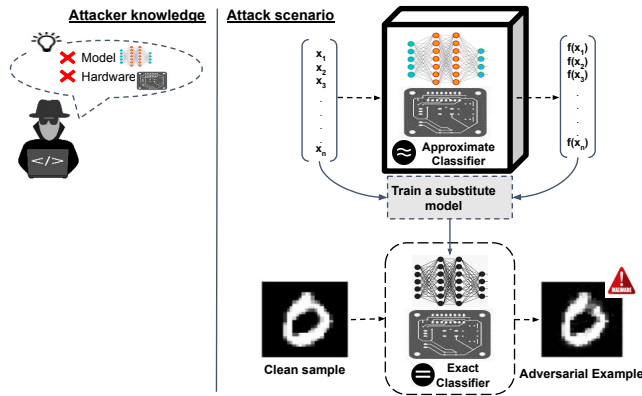 Attacker knowledge
Attack scenario
Model
Hardware
</>
x1
x2
x3
.
.
.
xn
Approximate
Classifier
f(x1)
f(x2)
f(x3)
.
.
.
f(xn)
Train a substitute
model
Clean sample
Exact
Classifier
MALWARE
Adversarial Example